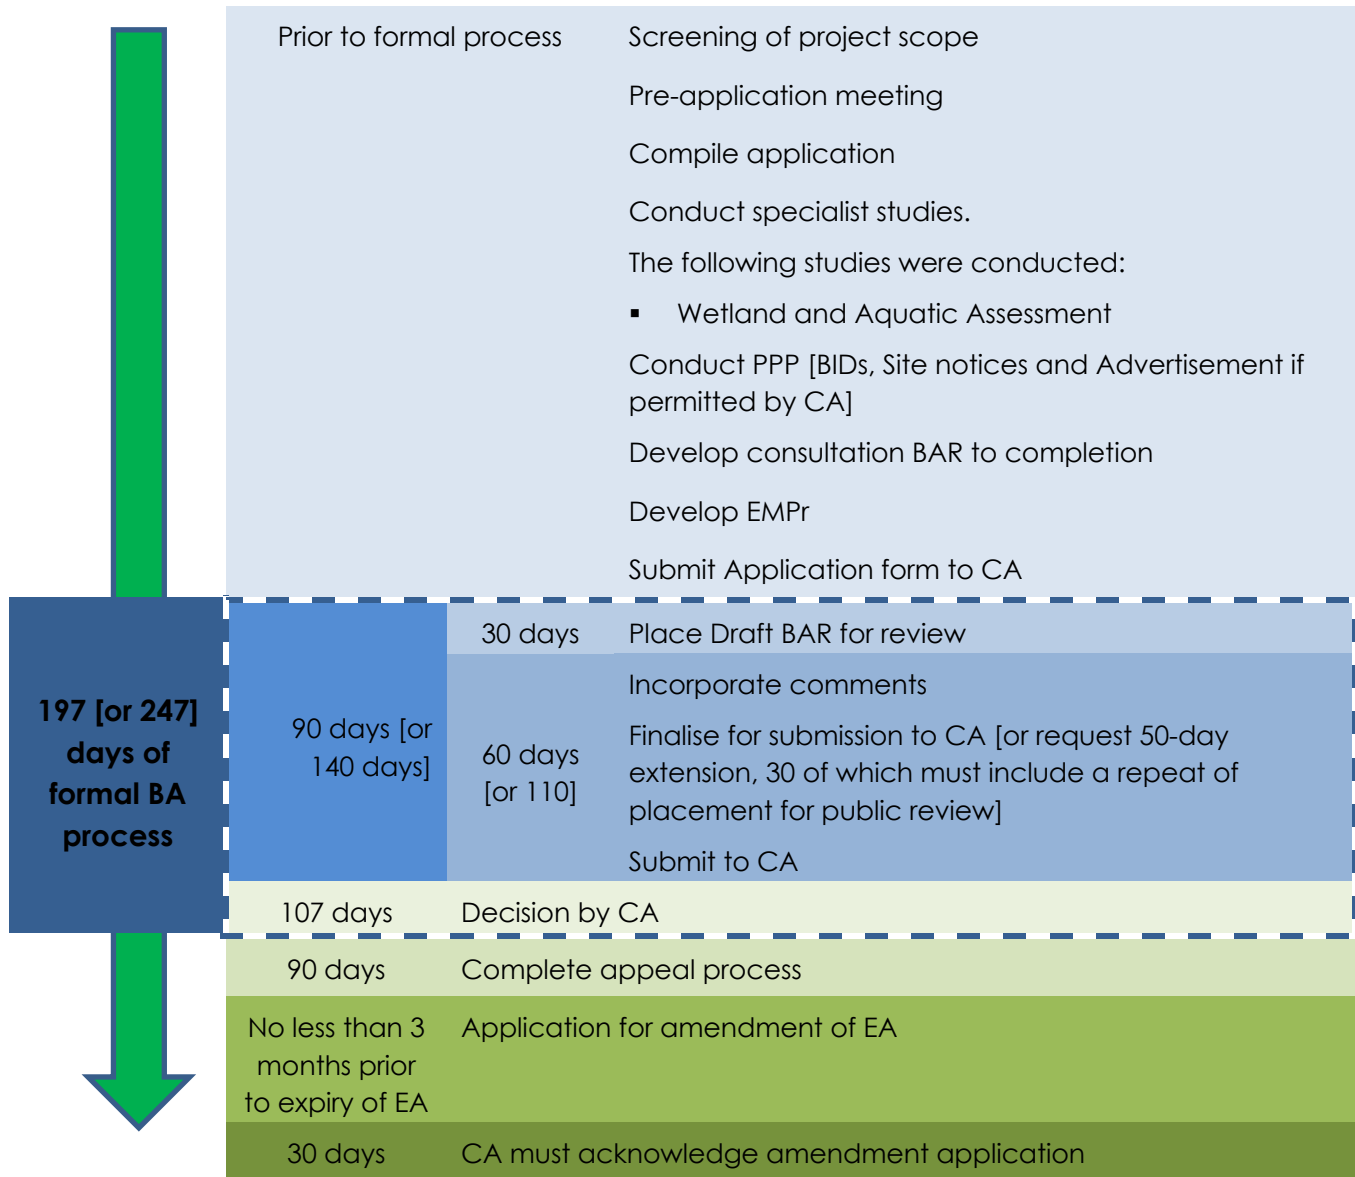 Prior to formal process
Screening of project scope
Pre-application meeting
Compile application
Conduct specialist studies.
The following studies were conducted:
▪ Wetland and Aquatic Assessment
Conduct PPP [BIDs, Site notices and Advertisement if
permitted by CA]
Develop consultation BAR to completion
Develop EMPr
Submit Application form to CA
197 [or 247]
days of
formal BA
process
90 days [or
140 days]
30 days
Place Draft BAR for review
60 days
[or 110]
Incorporate comments
Finalise for submission to CA [or request 50-day
extension, 30 of which must include a repeat of
placement for public review]
Submit to CA
107 days
Decision by CA
90 days
Complete appeal process
No less than 3
months prior
to expiry of EA
Application for amendment of EA
30 days
CA must acknowledge amendment application